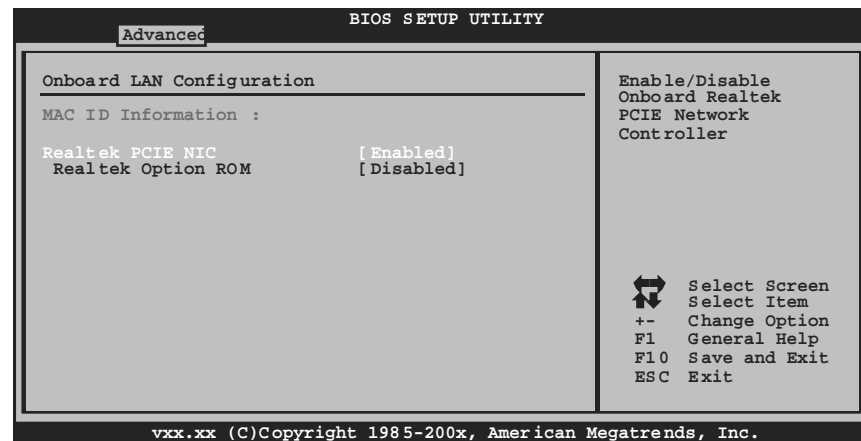 BIOS SETUP UTILITY
Advanced
Onboard LAN Configuration
MAC ID Information :
Realtek PCIE NIC [Enabled]
Realtek Option ROM [Disabled]
Enable/Disable
Onboard Realtek
PCIE Network
Controller
Select Screen
Select Item
+- Change Option
F1 General Help
F10 Save and Exit
ESC Exit
vxx.xx (C)Copyright 1985-200x, American Megatrends, Inc.